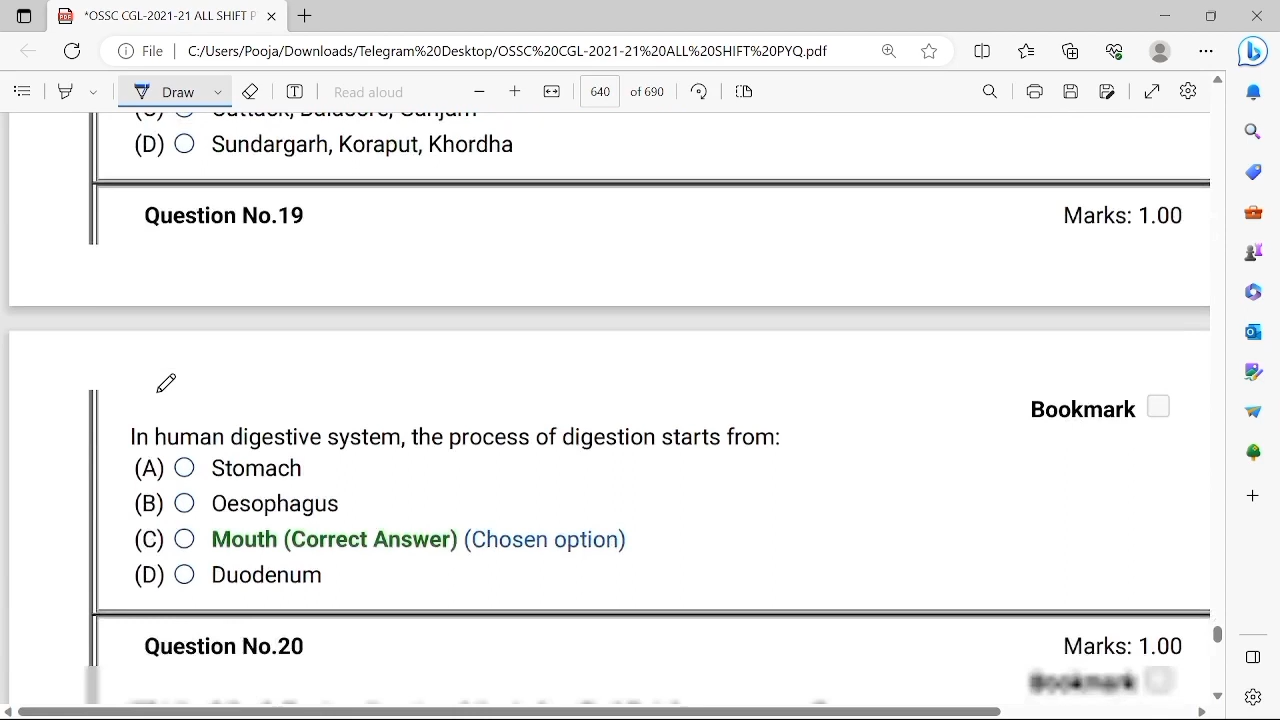 *OSSC CGL-2021-21 ALL SHIFT P
File | C:/Users/Pooja/Downloads/Telegram%20Desktop/OSSC%20CGL-2021-21%20ALL%20SHIFT%20PYQ.pdf
Draw
Read aloud
640 of 690
(D) Sundargarh, Koraput, Khordha
Question No.19 Marks: 1.00
Bookmark
In human digestive system, the process of digestion starts from:
(A) Stomach
(B) Oesophagus
(C) Mouth (Correct Answer) (Chosen option)
(D) Duodenum
Question No.20 Marks: 1.00
Bookmark